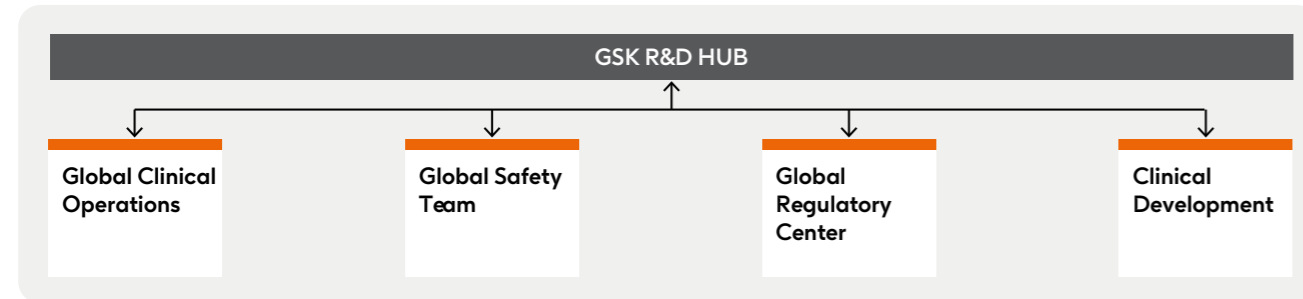 GSK R&D HUB
Global Clinical
Operations
Global Safety
Team
Global
Regulatory
Center
Clinical
Development